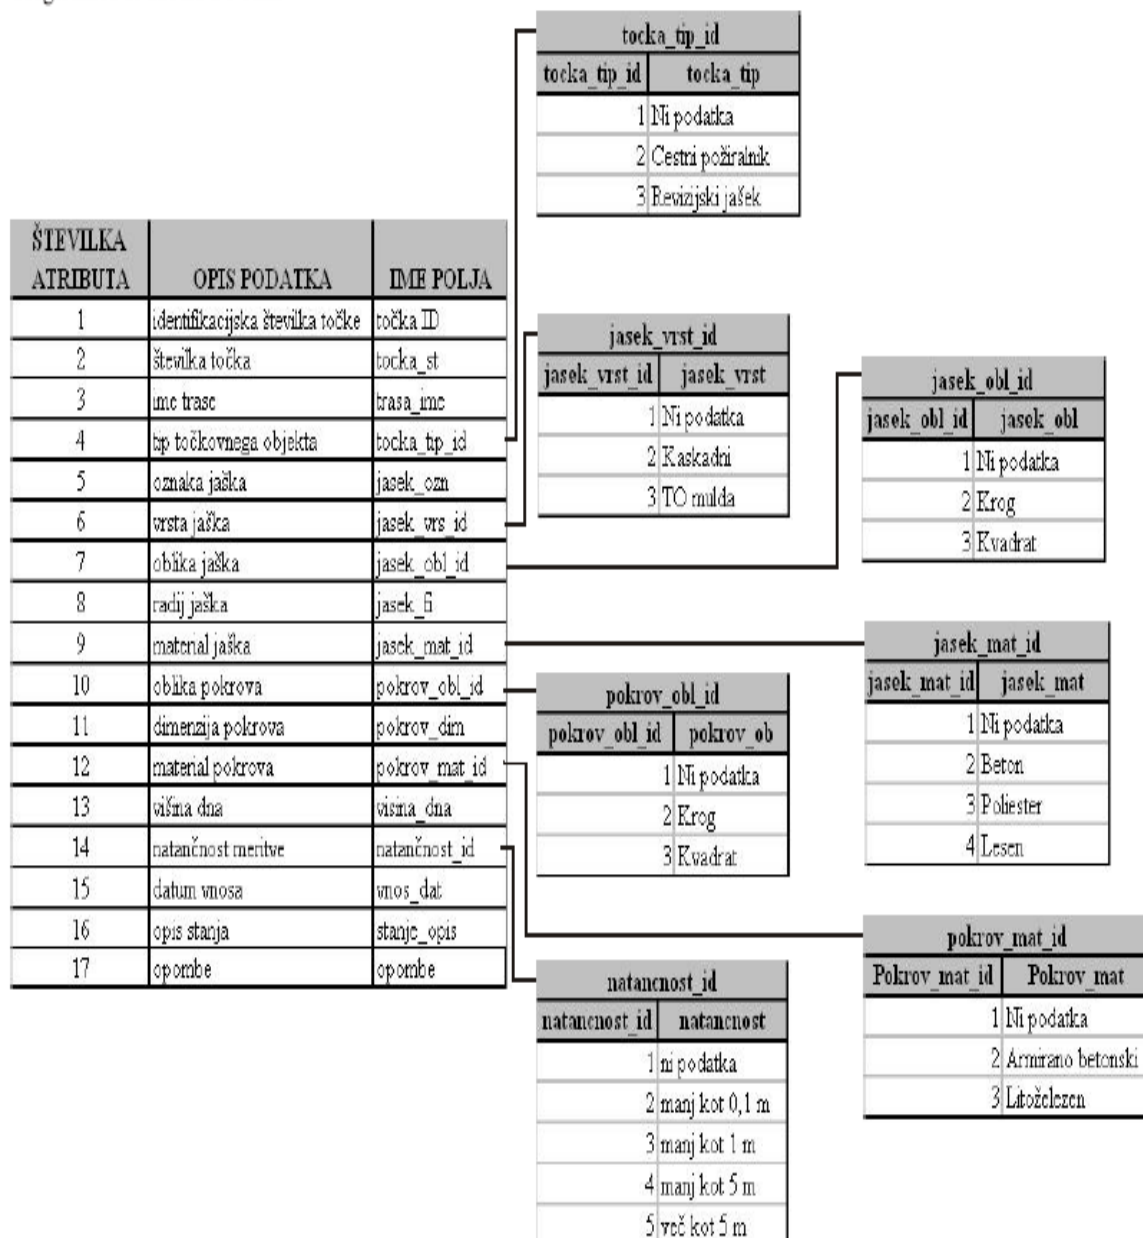 tocka_tip_id
tocka_tip_id tocka_tip
1 Ni podatka
2 Cestni požiralnik
3 Revizijski jašek
ŠTEVILKA
ATRIBUTA OPIS PODATKA IME POLJA
1 identifikacijska številka točke točka ID
2 številka točka tocka_st
3 ime trase trasa_ime
4 tip točkovnega objekta tocka_tip_id
5 oznaka jaška jasek_ozn
6 vrsta jaška jasek_vrs_id
7 oblika jaška jasek_obl_id
8 radij jaška jasek_fi
9 material jaška jasek_mat_id
10 oblika pokrova pokrov_obl_id
11 dimenzija pokrova pokrov_dim
12 material pokrova pokrov_mat_id
13 višina dna visina_dna
14 natančnost meritve natančnost_id
15 datum vnosa vnos_dat
16 opis stanja stanje_opis
17 opombe opombe
jasek_vrst_id
jasek_vrst_id jasek_vrst
1 Ni podatka
2 Kaskadni
3 TO mulda
jasek_obl_id
jasek_obl_id jasek_obl
1 Ni podatka
2 Krog
3 Kvadrat
jasek_mat_id
jasek_mat_id jasek_mat
1 Ni podatka
2 Beton
3 Poliester
4 Lesen
pokrov_obl_id
pokrov_obl_id pokrov_ob
1 Ni podatka
2 Krog
3 Kvadrat
pokrov_mat_id
Pokrov_mat_id Pokrov_mat
1 Ni podatka
2 Armirano betonski
3 Litoželezen
natancnost_id
natancnost_id natancnost
1 ni podatka
2 manj kot 0,1 m
3 manj kot 1 m
4 manj kot 5 m
5 več kot 5 m